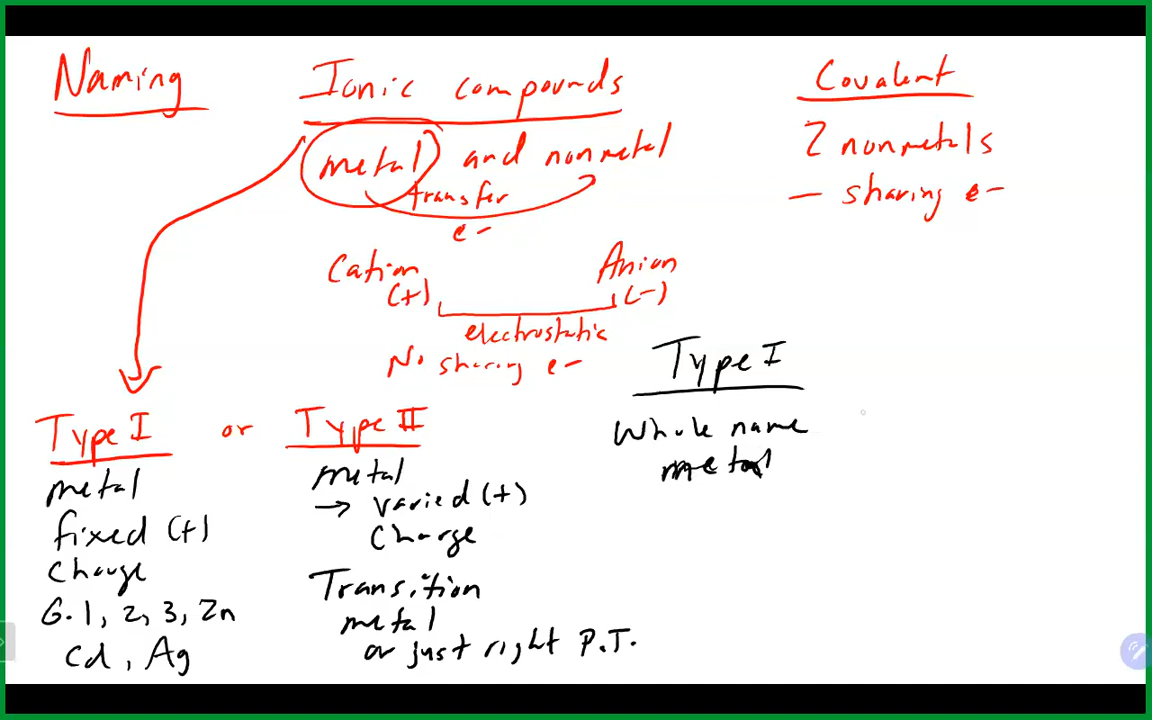 Naming
Ionic compounds
metal and nonmetal
transfer
e-
Cation
(+)
Anion
(-)
electrostatic
No sharing e-
Covalent
2 nonmetals
- sharing e-
Type I or Type II
metal
fixed (+)
charge
G. 1, 2, 3, Zn
Cd, Ag
metal
→ varied (+)
Charge
Transition
metal
or just right P.T.
Type I
Whole name
metal